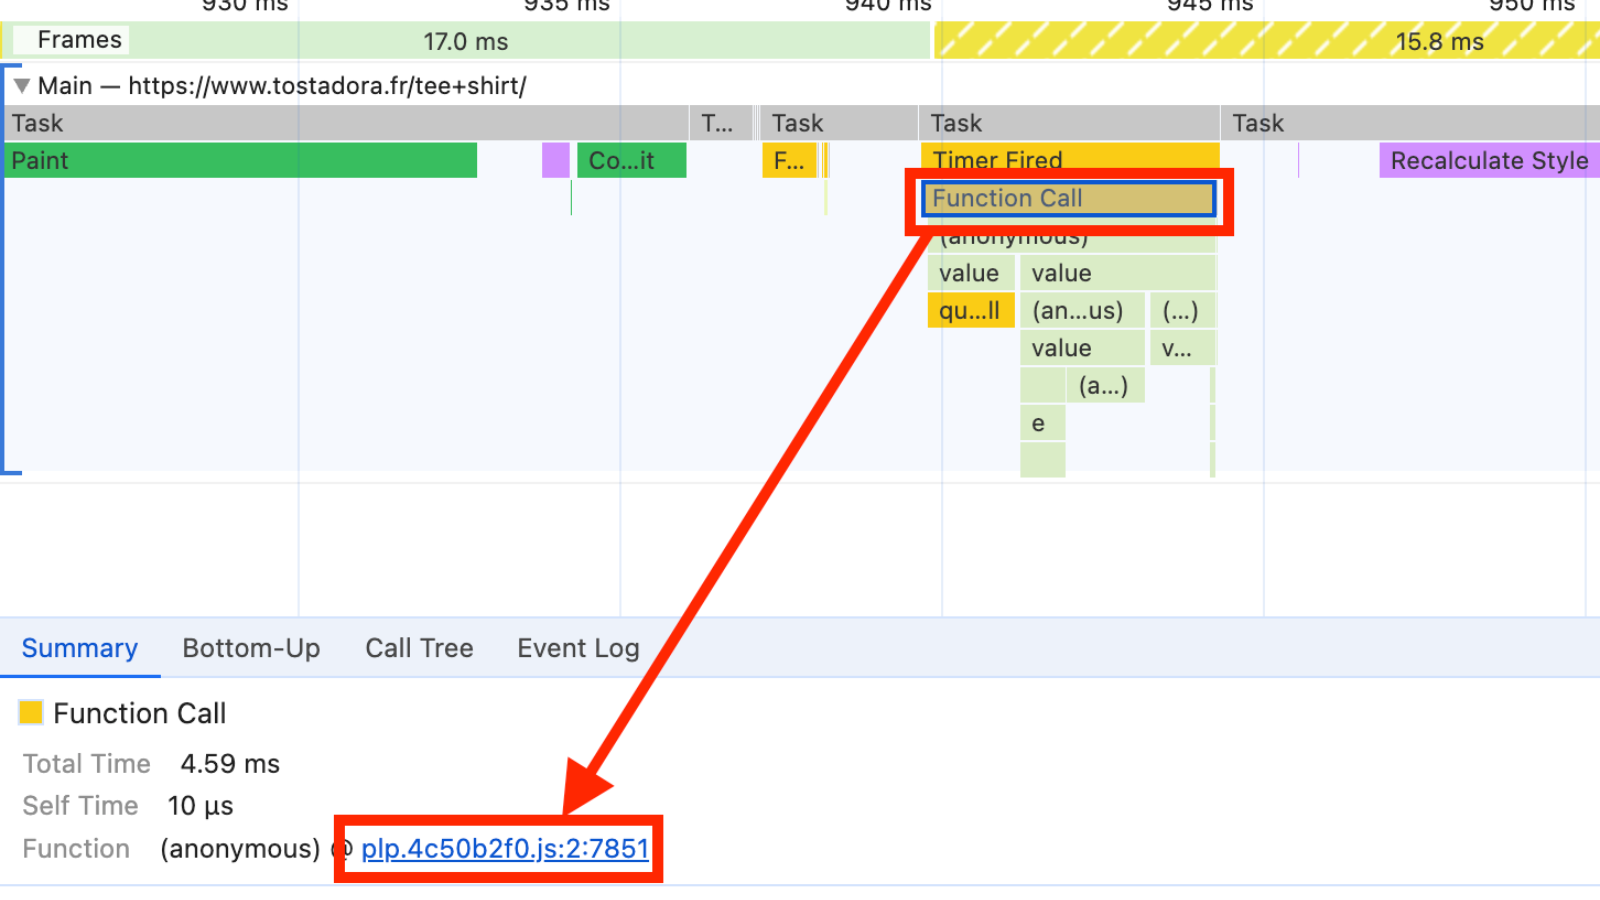 930 ms 935 ms 940 ms 945 ms 950 ms
Frames 17.0 ms 15.8 ms
Main — https://www.tostadora.fr/tee+shirt/
Task T... Task Task Task
Paint Co...it F... Timer Fired Recalculate Style
Function Call
(anonymous)
value value
qu...ll (an...us) (...)
value v...
(a...)
e
Summary Bottom-Up Call Tree Event Log
Function Call
Total Time 4.59 ms
Self Time 10 µs
Function (anonymous) @ plp.4c50b2f0.js:2:7851